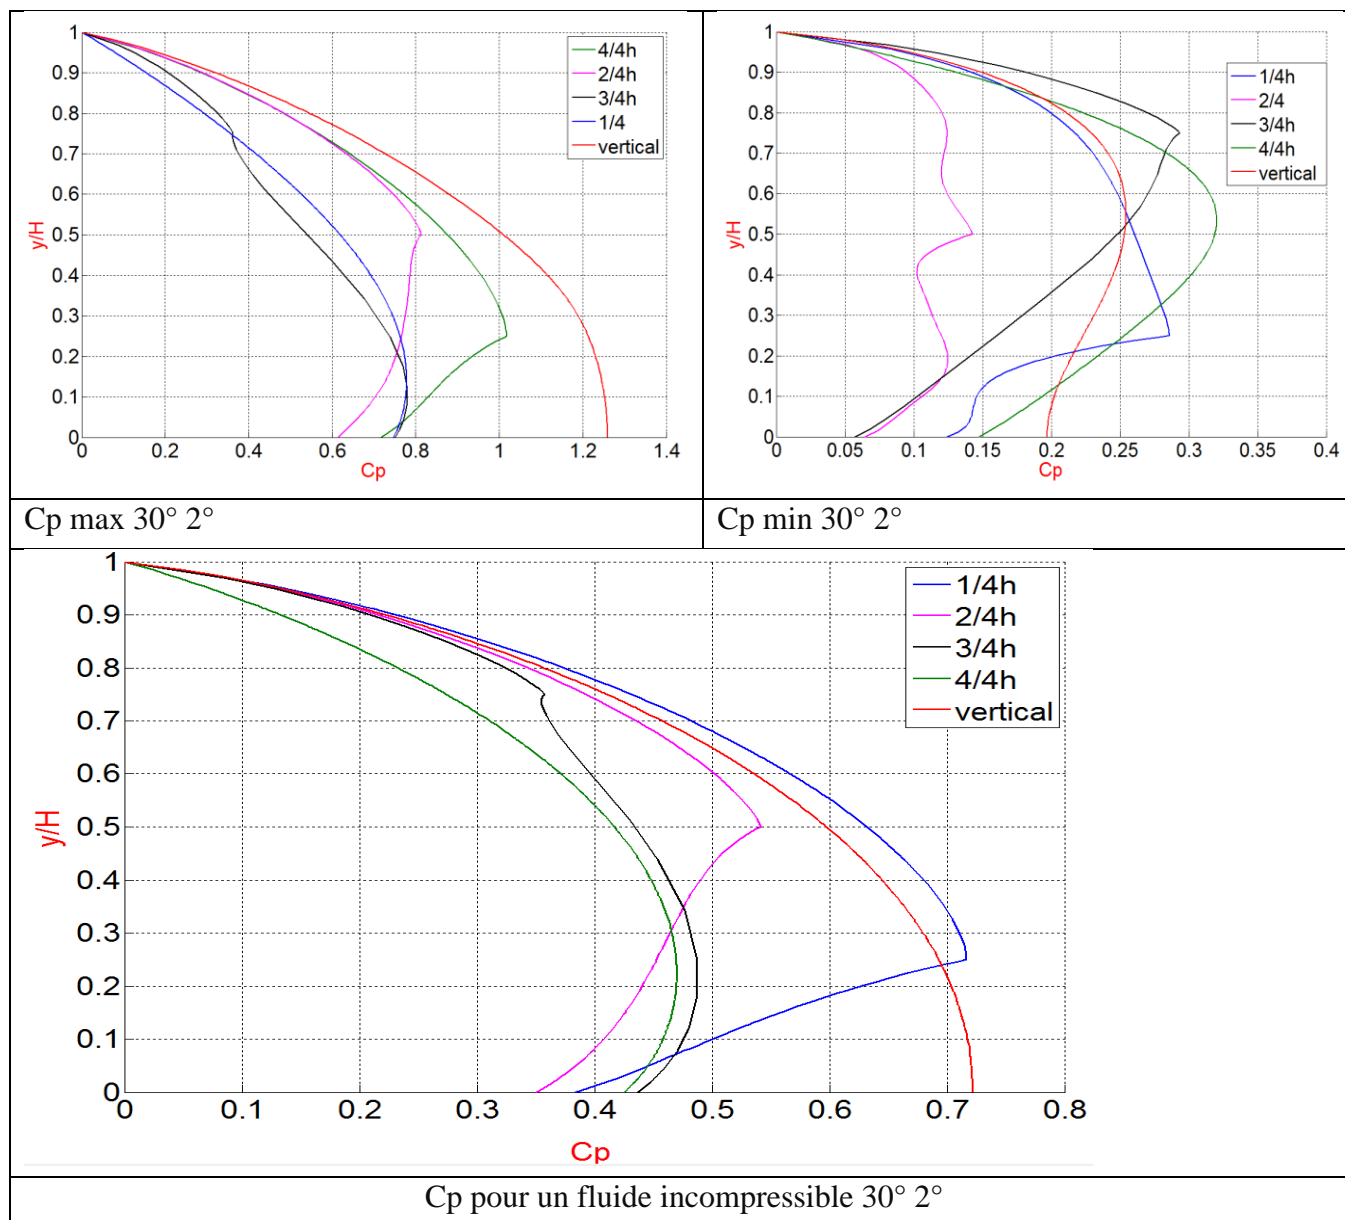 1
0.9
0.8
0.7
0.6
0.5
0.4
0.3
0.2
0.1
0
y/H
0 0.2 0.4 0.6 0.8 1 1.2 1.4
Cp
4/4h
2/4h
3/4h
1/4
vertical
1
0.9
0.8
0.7
0.6
0.5
0.4
0.3
0.2
0.1
0
y/H
0 0.05 0.1 0.15 0.2 0.25 0.3 0.35 0.4
Cp
1/4h
2/4
3/4h
4/4h
vertical
Cp max 30° 2°
Cp min 30° 2°
1
0.9
0.8
0.7
0.6
0.5
0.4
0.3
0.2
0.1
0
y/H
0 0.1 0.2 0.3 0.4 0.5 0.6 0.7 0.8
Cp
1/4h
2/4h
3/4h
4/4h
vertical
Cp pour un fluide incompressible 30° 2°